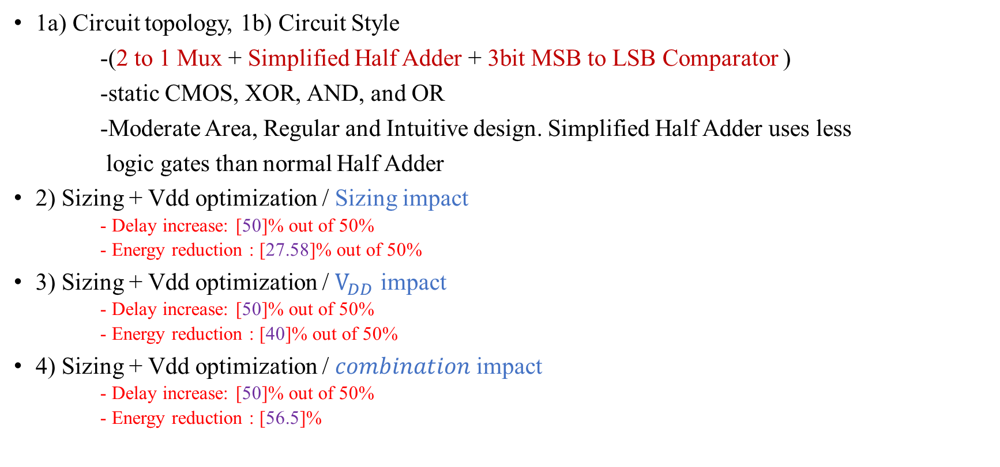 • 1a) Circuit topology, 1b) Circuit Style
-(2 to 1 Mux + Simplified Half Adder + 3bit MSB to LSB Comparator )
-static CMOS, XOR, AND, and OR
-Moderate Area, Regular and Intuitive design. Simplified Half Adder uses less
logic gates than normal Half Adder
• 2) Sizing + Vdd optimization / Sizing impact
- Delay increase: [50]% out of 50%
- Energy reduction : [27.58]% out of 50%
• 3) Sizing + Vdd optimization / V_{DD} impact
- Delay increase: [50]% out of 50%
- Energy reduction : [40]% out of 50%
• 4) Sizing + Vdd optimization / combination impact
- Delay increase: [50]% out of 50%
- Energy reduction : [56.5]%